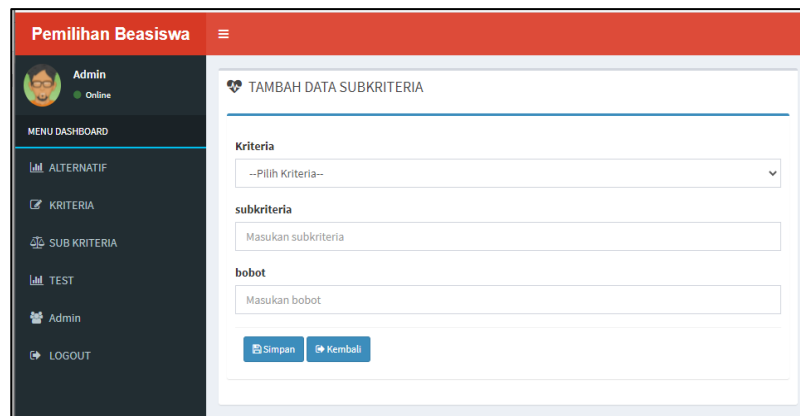 Pemilihan Beasiswa
Admin
Online
MENU DASHBOARD
ALTERNATIF
KRITERIA
SUB KRITERIA
TEST
Admin
LOGOUT
TAMBAH DATA SUBKRITERIA
Kriteria
--Pilih Kriteria--
subkriteria
Masukan subkriteria
bobot
Masukan bobot
Simpan Kembali